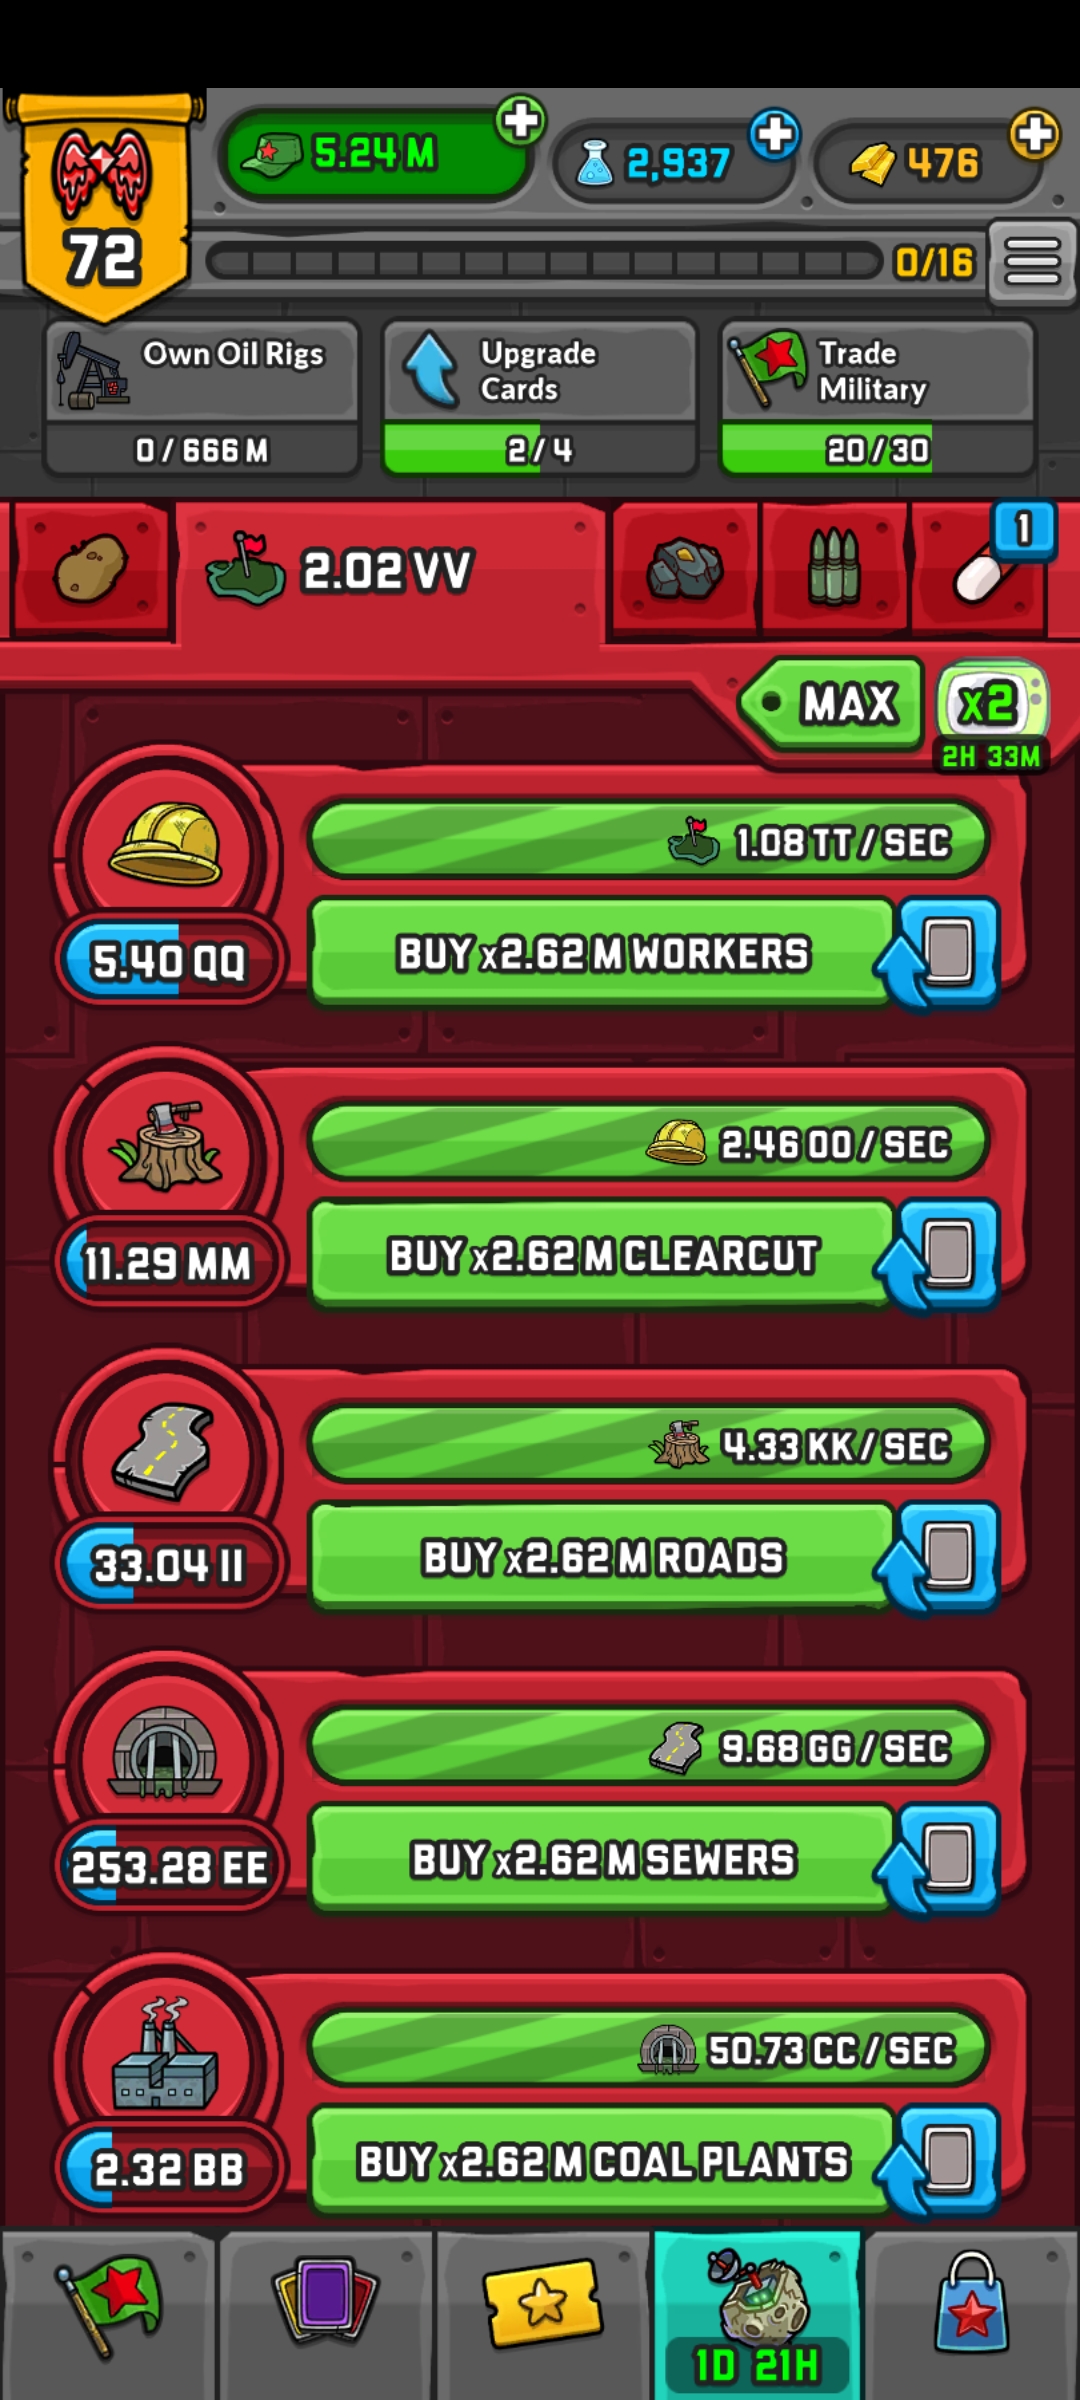 5.24 M
2,937
476
72
0/16
Own Oil Rigs
0 / 666 M
Upgrade
Cards
2 / 4
Trade
Military
20 / 30
2.02 VV
1
MAX
x2
2H 33M
1.08 TT / SEC
5.40 QQ
BUY x2.62 M WORKERS
2.46 OO / SEC
11.29 MM
BUY x2.62 M CLEARCUT
4.33 KK / SEC
33.04 II
BUY x2.62 M ROADS
9.68 GG / SEC
253.28 EE
BUY x2.62 M SEWERS
50.73 CC / SEC
2.32 BB
BUY x2.62 M COAL PLANTS
1D 21H